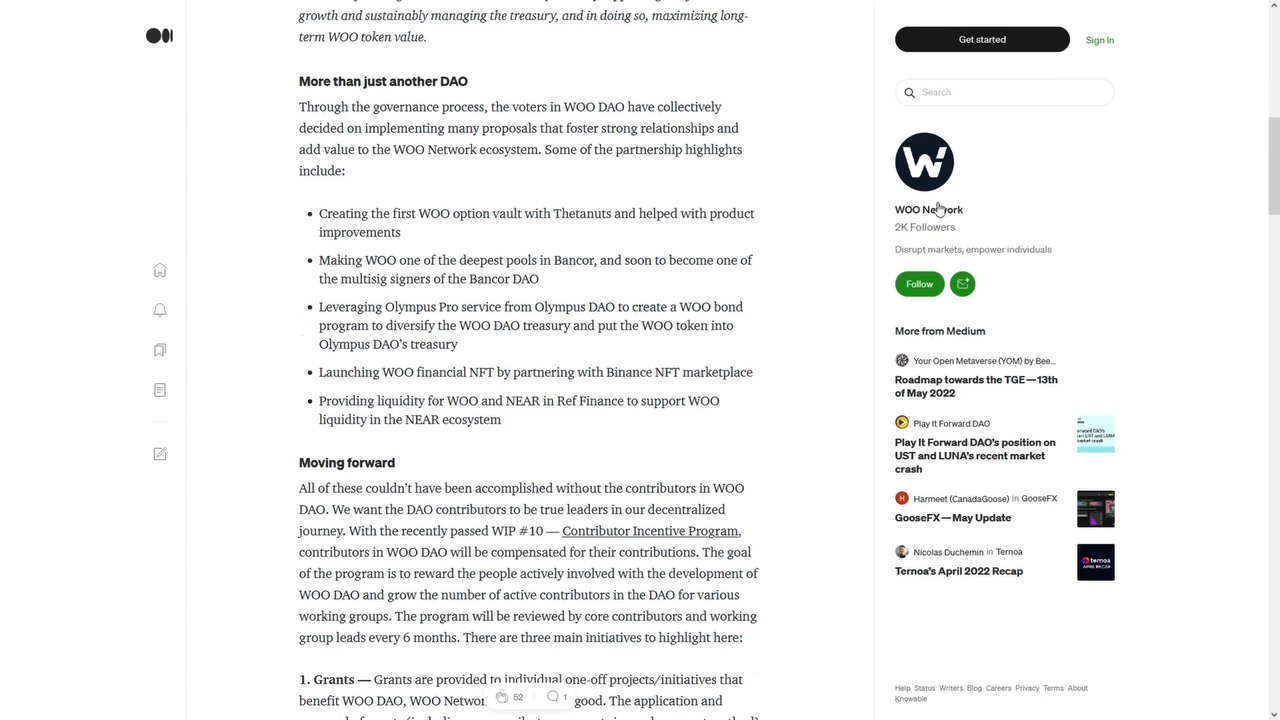 growth and sustainably managing the treasury, and in doing so, maximizing long-
term WOO token value.
More than just another DAO
Through the governance process, the voters in WOO DAO have collectively
decided on implementing many proposals that foster strong relationships and
add value to the WOO Network ecosystem. Some of the partnership highlights
include:
• Creating the first WOO option vault with Thetanuts and helped with product
improvements
• Making WOO one of the deepest pools in Bancor, and soon to become one of
the multisig signers of the Bancor DAO
• Leveraging Olympus Pro service from Olympus DAO to create a WOO bond
program to diversify the WOO DAO treasury and put the WOO token into
Olympus DAO's treasury
• Launching WOO financial NFT by partnering with Binance NFT marketplace
• Providing liquidity for WOO and NEAR in Ref Finance to support WOO
liquidity in the NEAR ecosystem
Moving forward
All of these couldn't have been accomplished without the contributors in WOO
DAO. We want the DAO contributors to be true leaders in our decentralized
journey. With the recently passed WIP #10 — Contributor Incentive Program,
contributors in WOO DAO will be compensated for their contributions. The goal
of the program is to reward the people actively involved with the development of
WOO DAO and grow the number of active contributors in the DAO for various
working groups. The program will be reviewed by core contributors and working
group leads every 6 months. There are three main initiatives to highlight here:
1. Grants — Grants are provided to individual one-off projects/initiatives that
benefit WOO DAO, WOO Networ good. The application and
52
1
Get started
Sign In
Search
W
WOO Network
2K Followers
Disrupt markets, empower individuals
Follow
More from Medium
Your Open Metaverse (YOM) by Bee...
Roadmap towards the TGE — 13th
of May 2022
Play It Forward DAO
Play It Forward DAO's position on
UST and LUNA's recent market
crash
H
Harmeet (CanadaGoose) in GooseFX
GooseFX — May Update
Nicolas Duchemin in Ternoa
Ternoa's April 2022 Recap
ternoa
APRIL RECAP
Help Status Writers Blog Careers Privacy Terms About
Knowable